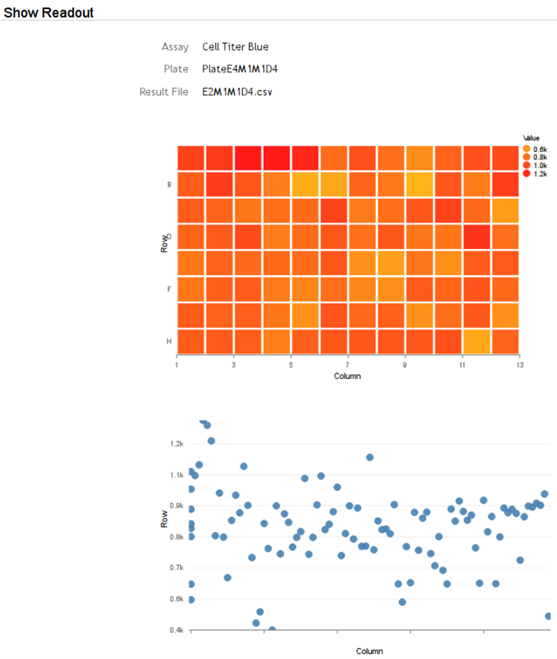 Show Readout
Assay Cell Titer Blue
Plate PlateE4M1M1D4
Result File E2M1M1D4.csv
Value
0.6k
0.8k
1.0k
1.2k
B
D
F
H
Row
1 3 5 7 9 11 13
Column
1.2k
1.1k
1.0k
0.9k
0.8k
0.7k
0.6k
0.4k
Row
Column